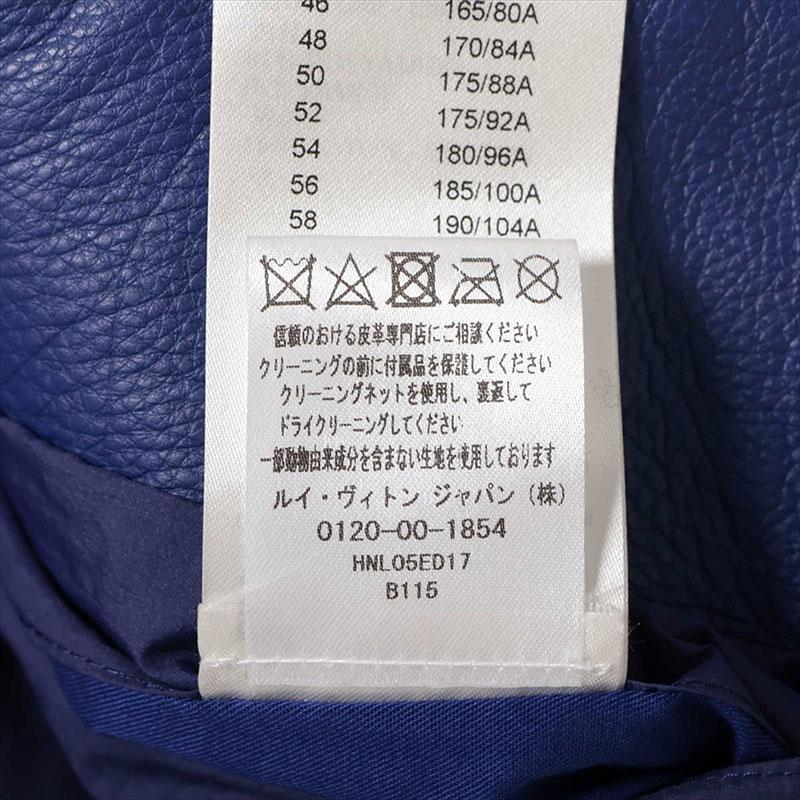 46 165/80A
48 170/84A
50 175/88A
52 175/92A
54 180/96A
56 185/100A
58 190/104A
信頼のおける皮革専門店にご相談ください
クリーニングの前に付属品を保護してください
クリーニングネットを使用し、裏返して
ドライクリーニングしてください
一部動物由来成分を含まない生地を使用しております
ルイ・ヴィトン ジャパン (株)
0120-00-1854
HNL05ED17
B115